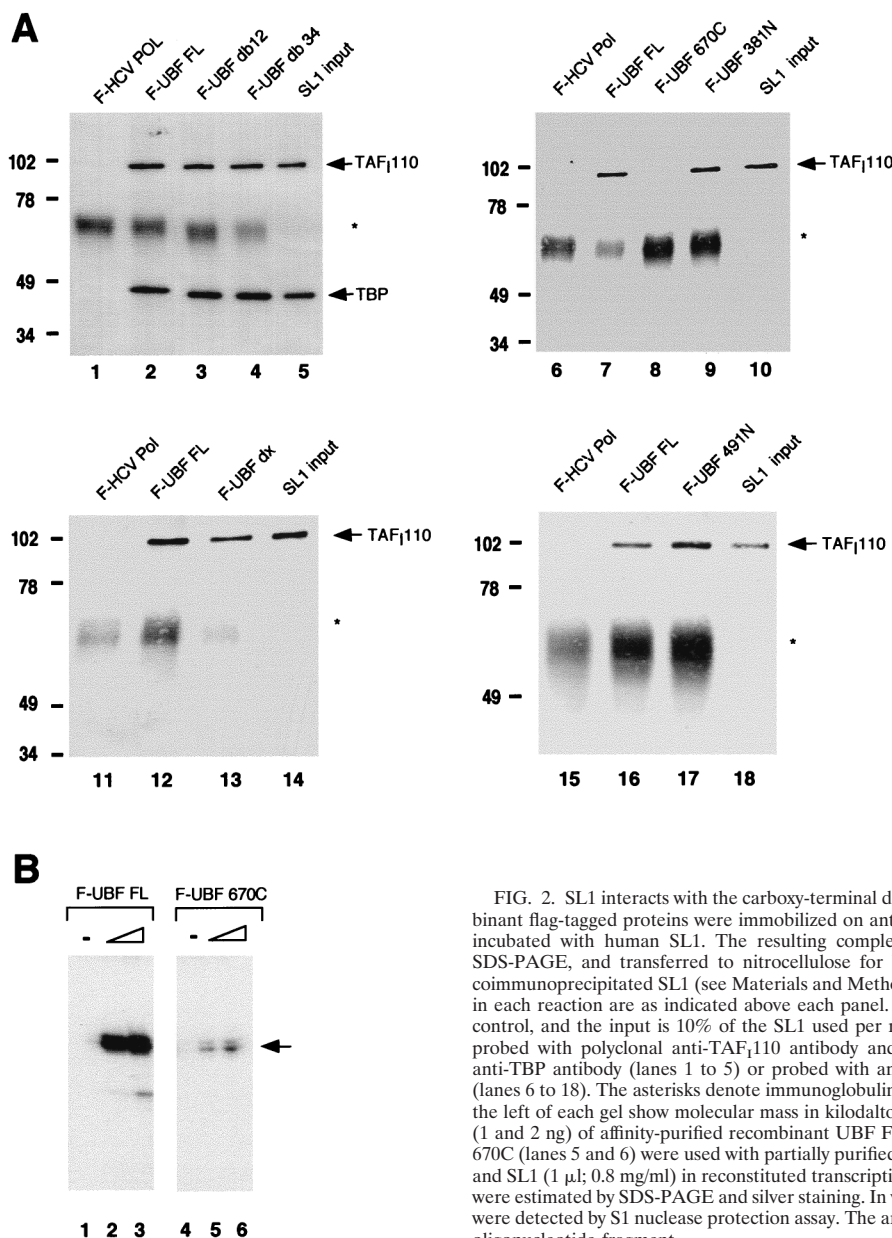 A
F-HCV POL
F-UBF FL
F-UBF db12
F-UBF db 34
SL1 input
102
78
49
34
TAFI110
*
TBP
1 2 3 4 5
F-HCV Pol
F-UBF FL
F-UBF 670C
F-UBF 381N
SL1 input
102
78
49
34
TAFI110
*
6 7 8 9 10
F-HCV Pol
F-UBF FL
F-UBF dx
SL1 input
102
78
49
34
TAFI110
*
11 12 13 14
F-HCV Pol
F-UBF FL
F-UBF 491N
SL1 input
102
78
49
TAFI110
*
15 16 17 18
B
F-UBF FL
F-UBF 670C
- -
1 2 3 4 5 6
FIG. 2. SL1 interacts with the carboxy-terminal d
binant flag-tagged proteins were immobilized on ant
incubated with human SL1. The resulting comple
SDS-PAGE, and transferred to nitrocellulose for
coimmunoprecipitated SL1 (see Materials and Metho
in each reaction are as indicated above each panel.
control, and the input is 10% of the SL1 used per r
probed with polyclonal anti-TAFI110 antibody and
anti-TBP antibody (lanes 1 to 5) or probed with an
(lanes 6 to 18). The asterisks denote immunoglobulin
the left of each gel show molecular mass in kilodalto
(1 and 2 ng) of affinity-purified recombinant UBF F
670C (lanes 5 and 6) were used with partially purified
and SL1 (1 μl; 0.8 mg/ml) in reconstituted transcripti
were estimated by SDS-PAGE and silver staining. In v
were detected by S1 nuclease protection assay. The a